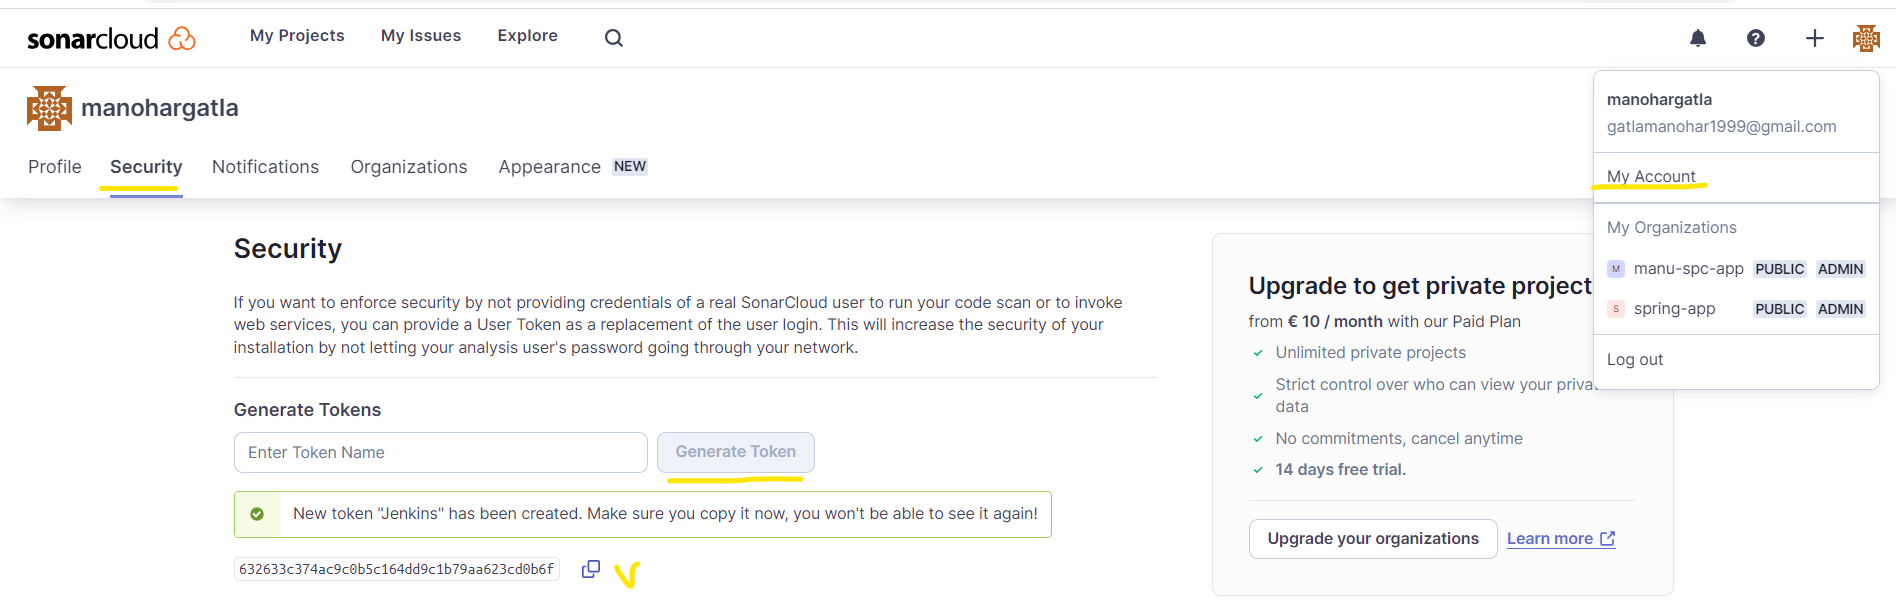 sonarcloud My Projects My Issues Explore
manohargatla
Profile Security Notifications Organizations Appearance NEW
manohargatla
gatlamanohar1999@gmail.com
My Account
My Organizations
M manu-spc-app PUBLIC ADMIN
S spring-app PUBLIC ADMIN
Log out
Security
If you want to enforce security by not providing credentials of a real SonarCloud user to run your code scan or to invoke
web services, you can provide a User Token as a replacement of the user login. This will increase the security of your
installation by not letting your analysis user's password going through your network.
Generate Tokens
Enter Token Name Generate Token
New token "Jenkins" has been created. Make sure you copy it now, you won't be able to see it again!
632633c374ac9c0b5c164dd9c1b79aa623cd0b6f
Upgrade to get private project
from € 10 / month with our Paid Plan
Unlimited private projects
Strict control over who can view your priva
data
No commitments, cancel anytime
14 days free trial.
Upgrade your organizations Learn more